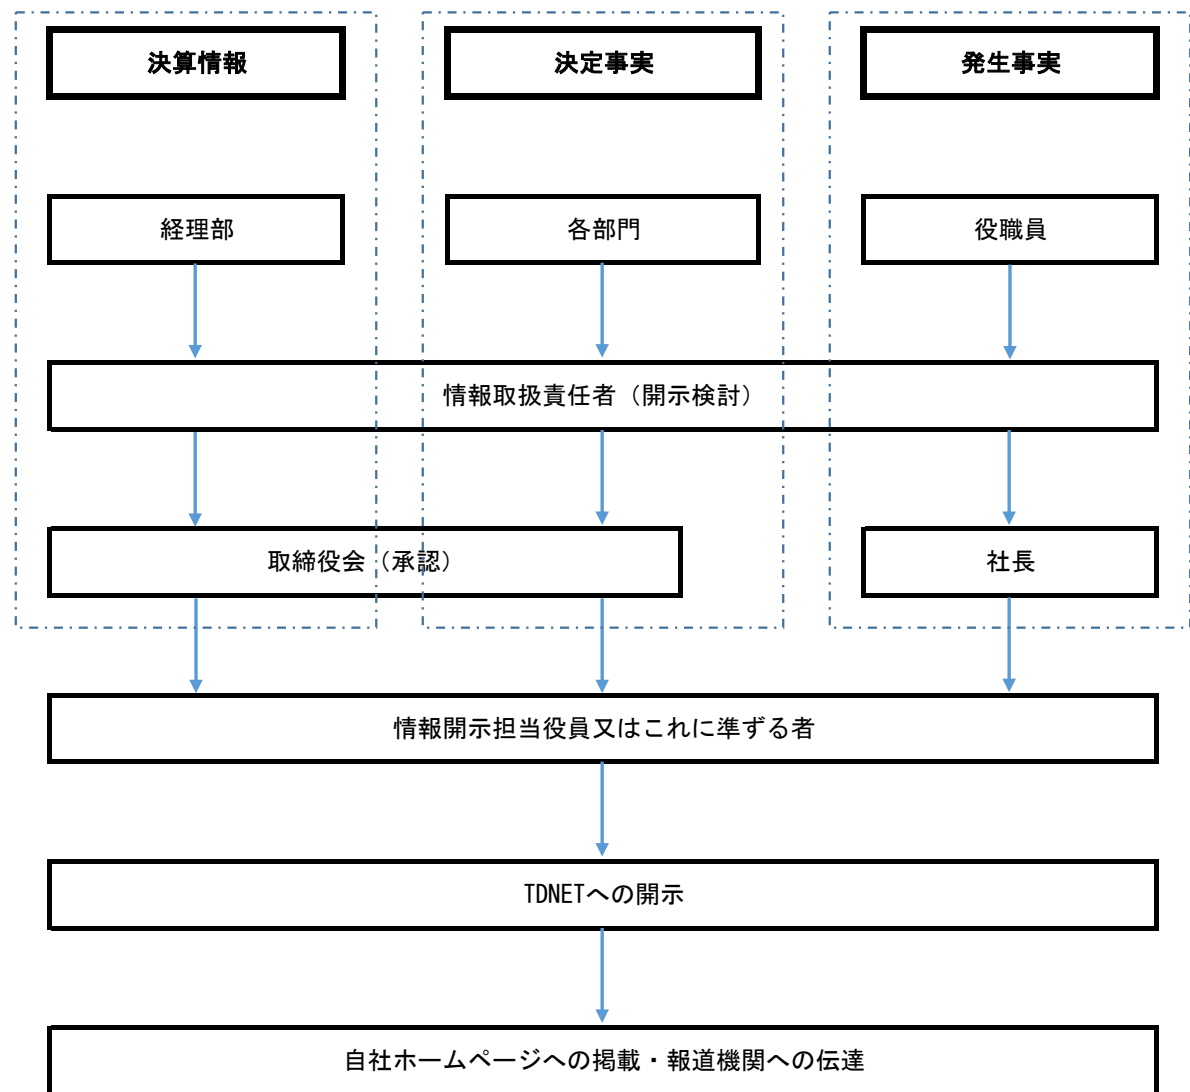 決算情報
決定事実
発生事実
経理部
各部門
役職員
情報取扱責任者（開示検討）
取締役会（承認）
社長
情報開示担当役員又はこれに準ずる者
TDNETへの開示
自社ホームページへの掲載・報道機関への伝達